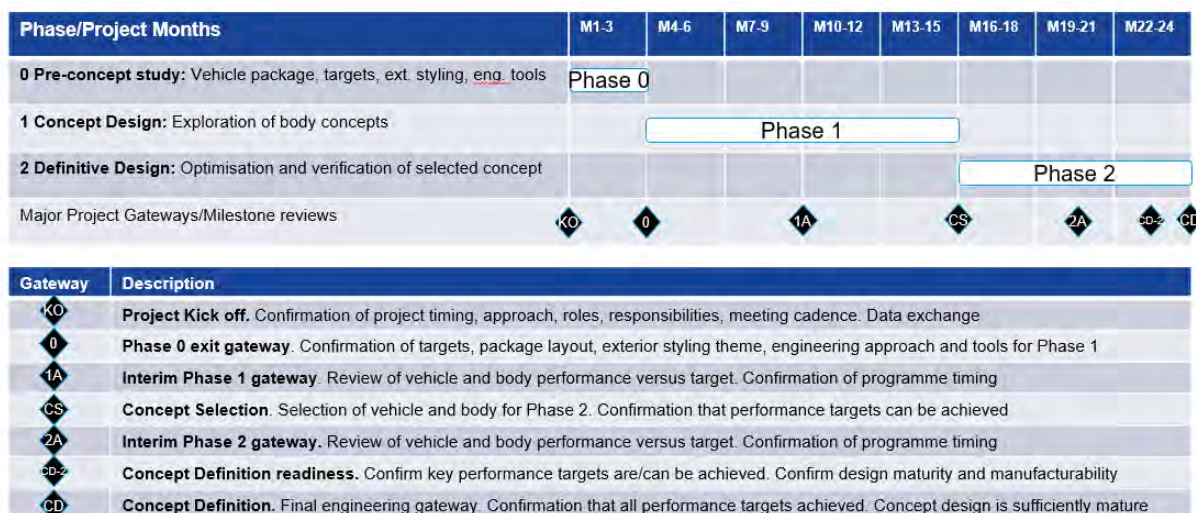 Phase/Project Months M1-3 M4-6 M7-9 M10-12 M13-15 M16-18 M19-21 M22-24
0 Pre-concept study: Vehicle package, targets, ext. styling, eng. tools Phase 0
1 Concept Design: Exploration of body concepts Phase 1
2 Definitive Design: Optimisation and verification of selected concept Phase 2
Major Project Gateways/Milestone reviews KO 0 1A CS 2A CD-2 CD
Gateway Description
KO Project Kick off. Confirmation of project timing, approach, roles, responsibilities, meeting cadence. Data exchange
0 Phase 0 exit gateway. Confirmation of targets, package layout, exterior styling theme, engineering approach and tools for Phase 1
1A Interim Phase 1 gateway. Review of vehicle and body performance versus target. Confirmation of programme timing
CS Concept Selection. Selection of vehicle and body for Phase 2. Confirmation that performance targets can be achieved
2A Interim Phase 2 gateway. Review of vehicle and body performance versus target. Confirmation of programme timing
CD-2 Concept Definition readiness. Confirm key performance targets are/can be achieved. Confirm design maturity and manufacturability
CD Concept Definition. Final engineering gateway. Confirmation that all performance targets achieved. Concept design is sufficiently mature